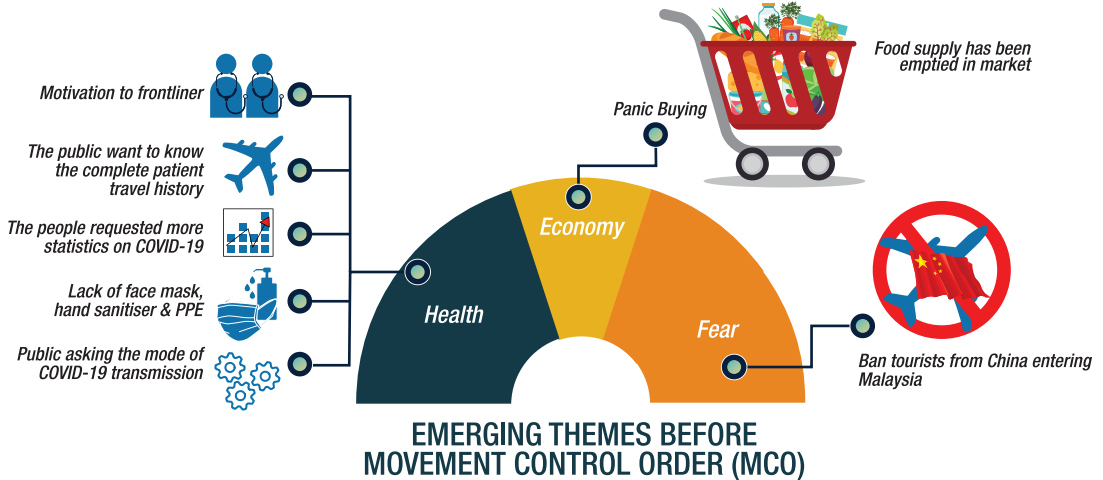 Motivation to frontliner
The public want to know
the complete patient
travel history
The people requested more
statistics on COVID-19
Lack of face mask,
hand sanitiser & PPE
Public asking the mode of
COVID-19 transmission
Health
Economy
Fear
Panic Buying
Food supply has been
emptied in market
Ban tourists from China entering
Malaysia
EMERGING THEMES BEFORE
MOVEMENT CONTROL ORDER (MCO)